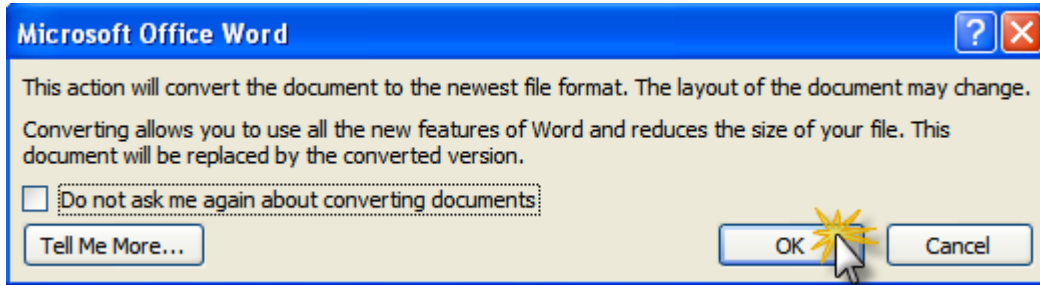 Microsoft Office Word
?
This action will convert the document to the newest file format. The layout of the document may change.
Converting allows you to use all the new features of Word and reduces the size of your file. This
document will be replaced by the converted version.
Do not ask me again about converting documents
Tell Me More... OK Cancel